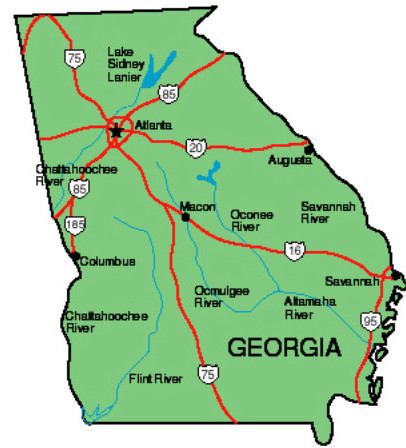 75
Lake
Sidney
Lanier
85
Atlanta
20
Augusta
Chattahoochee
River
85
185
Macon
Oconee
River
Savannah
River
16
Columbus
Savannah
Ocmulgee
River
Altamaha
River
Chattahoochee
River
95
GEORGIA
75
Flint River